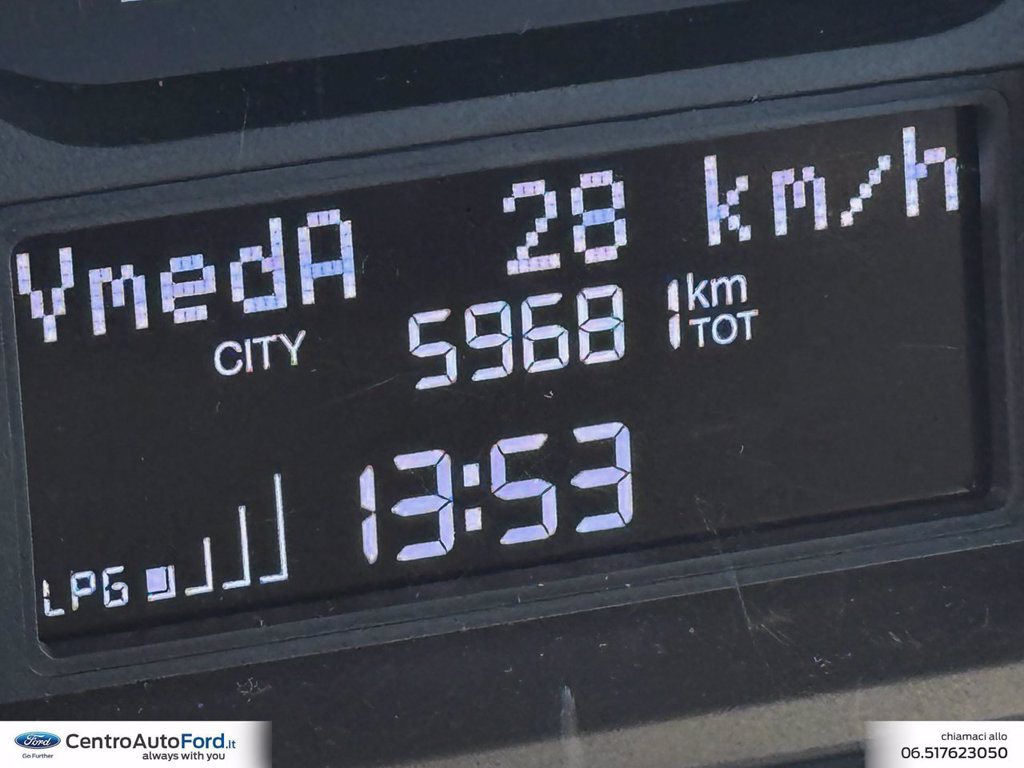 VmedA 28 km/h
CITY 59681 km TOT
13:53
LPG
Ford
Go Further
CentroAutoFord.it
always with you
chiamaci allo
06.517623050